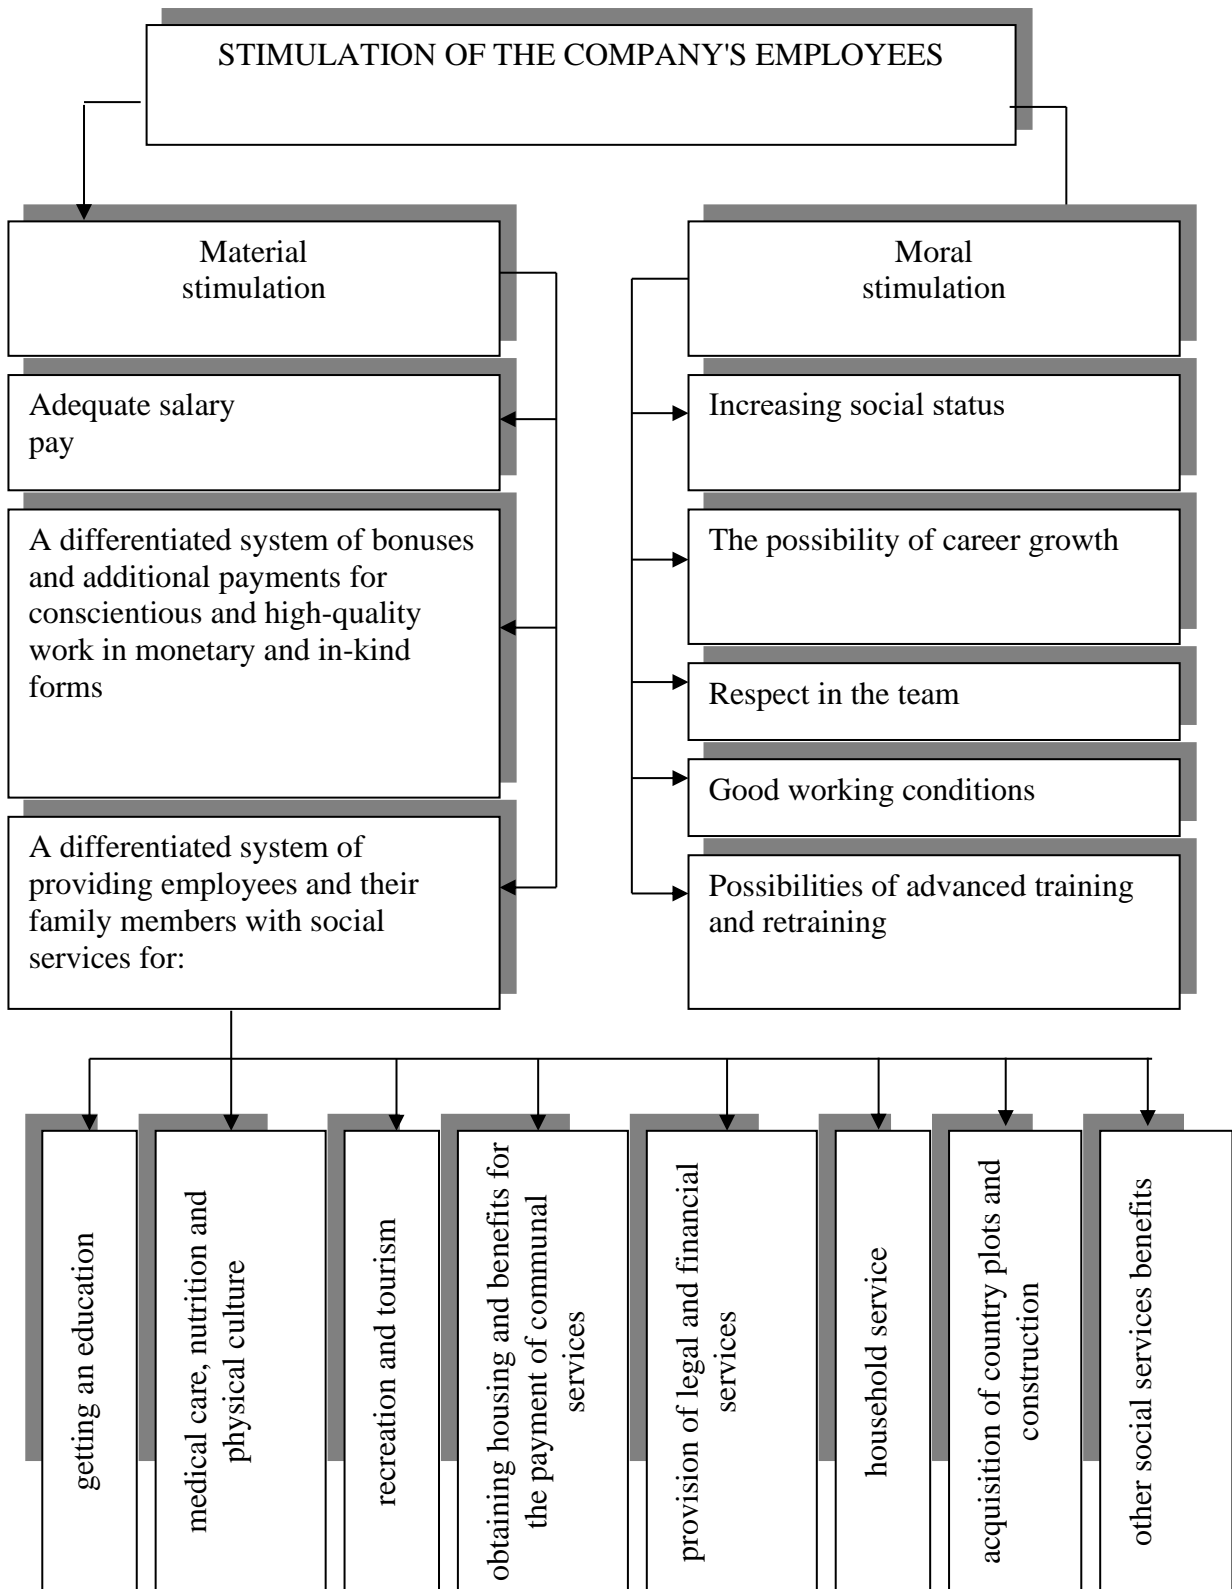 STIMULATION OF THE COMPANY'S EMPLOYEES
Material
stimulation
Adequate salary
pay
A differentiated system of bonuses
and additional payments for
conscientious and high-quality
work in monetary and in-kind
forms
A differentiated system of
providing employees and their
family members with social
services for:
Moral
stimulation
Increasing social status
The possibility of career growth
Respect in the team
Good working conditions
Possibilities of advanced training
and retraining
getting an education
medical care, nutrition and
physical culture
recreation and tourism
obtaining housing and benefits for
the payment of communal
services
provision of legal and financial
services
household service
acquisition of country plots and
construction
other social services benefits